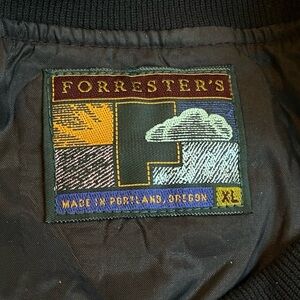 FORRESTER'S
F
MADE IN PORTLAND, OREGON XL